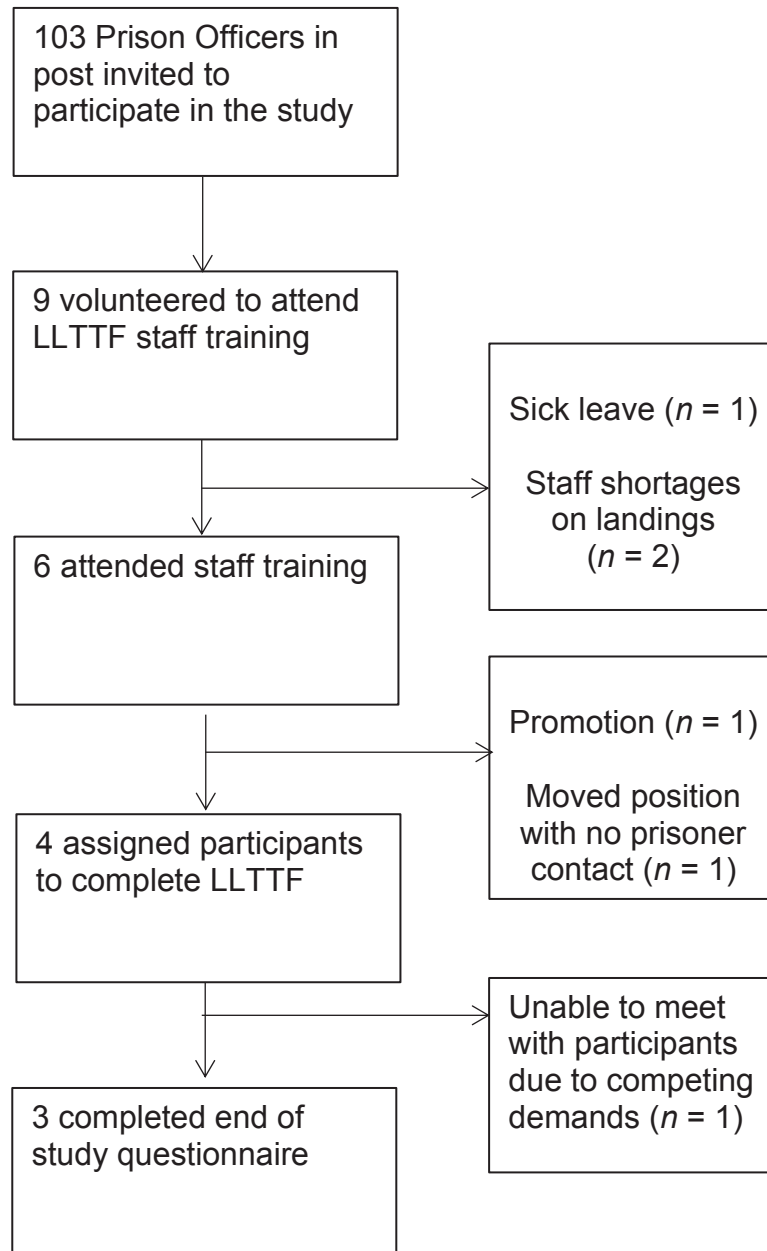 103 Prison Officers in
post invited to
participate in the study
9 volunteered to attend
LLTTF staff training
Sick leave (n = 1)
Staff shortages
on landings
(n = 2)
6 attended staff training
Promotion (n = 1)
Moved position
with no prisoner
contact (n = 1)
4 assigned participants
to complete LLTTF
Unable to meet
with participants
due to competing
demands (n = 1)
3 completed end of
study questionnaire